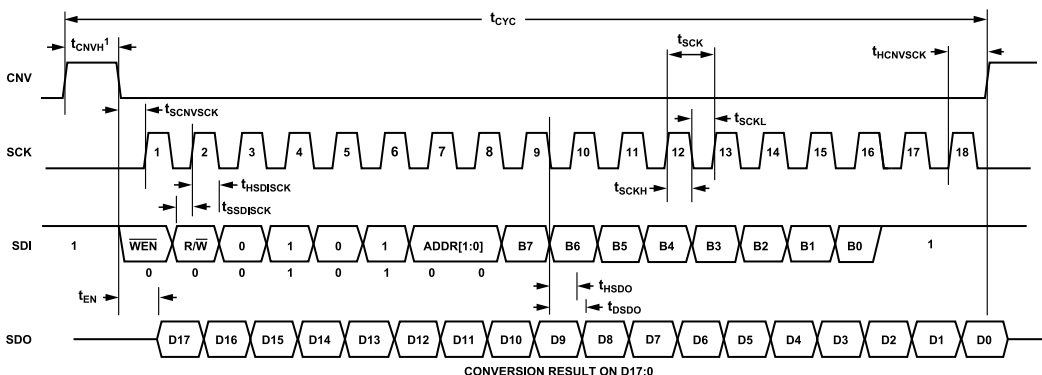 tCYC
tCNVH1 tSCK tHCNVSCK
CNV
tSCNVSCK tSCKL
SCK 1 2 3 4 5 6 7 8 9 10 11 12 13 14 15 16 17 18
tHSDISCK tSCKH
tSSDISCK
SDI 1 WEN R/W 0 1 0 1 ADDR[1:0] B7 B6 B5 B4 B3 B2 B1 B0 1
0 0 0 1 0 1 0 0
tHSDO
tEN tDSDO
SDO D17 D16 D15 D14 D13 D12 D11 D10 D9 D8 D7 D6 D5 D4 D3 D2 D1 D0
CONVERSION RESULT ON D17:0